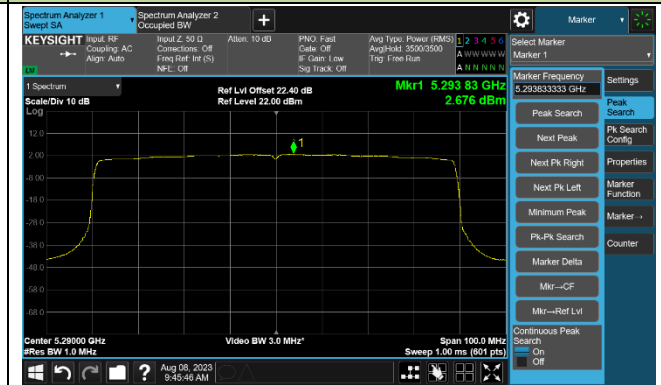 Spectrum Analyzer 1
Swept SA
Spectrum Analyzer 2
Occupied BW
Marker
KEYSIGHT
Input: RF
Coupling: AC
Align: Auto
Input Z: 50 Ω
Corrections: Off
Freq Ref: Int (S)
NFE: Off
Atten: 10 dB
PNO: Fast
Gate: Off
IF Gain: Low
Sig Track: Off
Avg Type: Power (RMS)
Avg|Hold: 3500/3500
Trig: Free Run
1 2 3 4 5 6
A W W W W W
A N N N N N
Select Marker
Marker 1
1 Spectrum
Scale/Div 10 dB
Log
Ref Lvl Offset 22.40 dB
Ref Level 22.00 dBm
Mkr1 5.293 83 GHz
2.676 dBm
1
12.0
2.00
-8.00
-18.0
-28.0
-38.0
-48.0
-58.0
-68.0
Center 5.29000 GHz
#Res BW 1.0 MHz
Video BW 3.0 MHz*
Span 100.0 MHz
Sweep 1.00 ms (601 pts)
Marker Frequency
5.293833333 GHz
Peak Search
Next Peak
Next Pk Right
Next Pk Left
Minimum Peak
Pk-Pk Search
Marker Delta
Mkr→CF
Mkr→Ref Lvl
Continuous Peak
Search
On
Off
Settings
Peak
Search
Pk Search
Config
Properties
Marker
Function
Marker→
Counter
Aug 08, 2023
9:45:46 AM